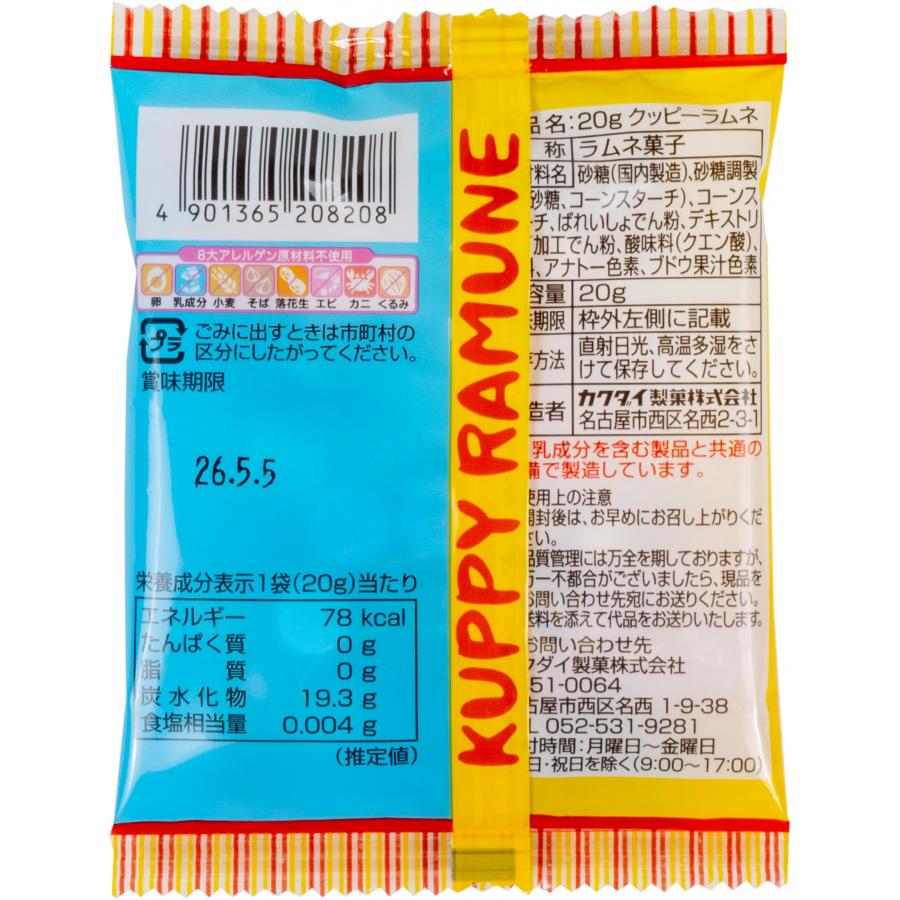 4 901365 208208
8大アレルゲン原材料不使用
卵 乳成分 小麦 そば 落花生 エビ カニ くるみ
プラ
ごみに出すときは市町村の
区分にしたがってください。
賞味期限
26.5.5
栄養成分表示1袋(20g)当たり
エネルギー 78 kcal
たんぱく質 0 g
脂質 0 g
炭水化物 19.3 g
食塩相当量 0.004 g
(推定値)
KUPPY RAMUNE
品名:20g クッピーラムネ
称 ラムネ菓子
材料名 砂糖(国内製造)、砂糖調製
砂糖、コーンスターチ)、コーンス
チ、ばれいしょでん粉、デキストリ
加工でん粉、酸味料(クエン酸)、
、アナトー色素、ブドウ果汁色素
容量 20g
期限 枠外左側に記載
方法 直射日光、高温多湿をさ
けて保存してください。
造者 カクダイ製菓株式会社
名古屋市西区名西2-3-1
乳成分を含む製品と共通の
備で製造しています。
使用上の注意
開封後は、お早めにお召し上がりくだ
さい。
品質管理には万全を期しておりますが、
万一不都合がございましたら、現品を
お問い合わせ先宛にお送りください。
送料を添えて代品をお送りいたします。
お問い合わせ先
クダイ製菓株式会社
51-0064
古屋市西区名西 1-9-38
L 052-531-9281
付時間:月曜日〜金曜日
日・祝日を除く(9:00〜17:00)